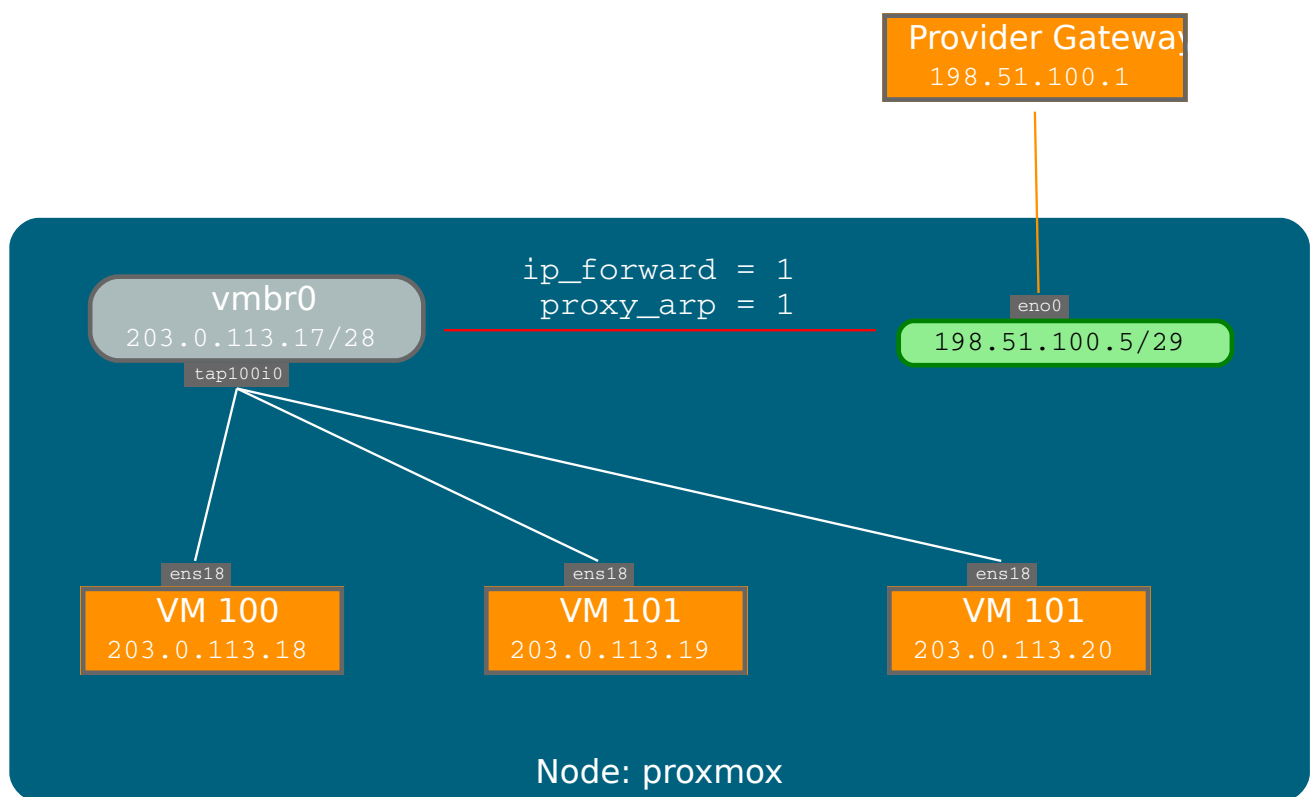 Provider Gateway
198.51.100.1
ip_forward = 1
proxy_arp = 1
vmbr0
203.0.113.17/28
tap100i0
eno0
198.51.100.5/29
ens18
VM 100
203.0.113.18
ens18
VM 101
203.0.113.19
ens18
VM 101
203.0.113.20
Node: proxmox